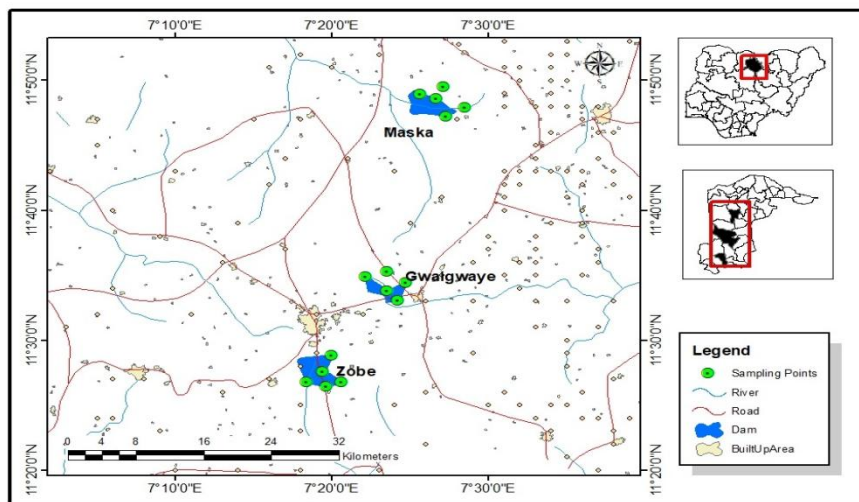 7°10'0"E 7°20'0"E 7°30'0"E
N
W E
S
11°50'0"N 11°50'0"N
Maska
11°40'0"N 11°40'0"N
Gwalgwaye
11°30'0"N 11°30'0"N
Zobe
Legend
Sampling Points
River
Road
Dam
BuiltUpArea
0 4 8 16 24 32
Kilometers
11°20'0"N 11°20'0"N
7°10'0"E 7°20'0"E 7°30'0"E